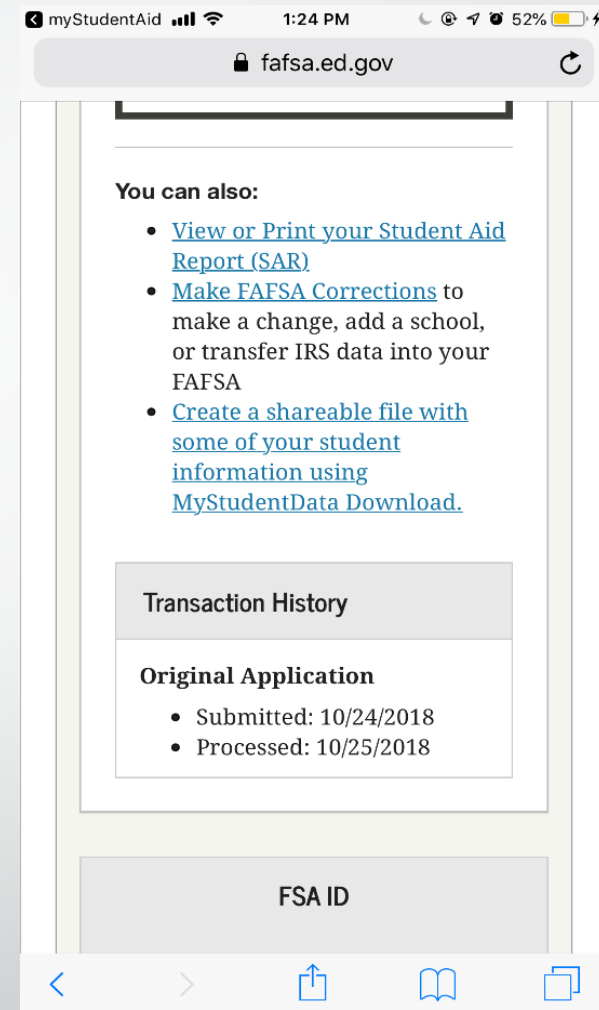 myStudentAid 1:24 PM 52%
fafsa.ed.gov
You can also:
View or Print your Student Aid
Report (SAR)
Make FAFSA Corrections to
make a change, add a school,
or transfer IRS data into your
FAFSA
Create a shareable file with
some of your student
information using
MyStudentData Download.
Transaction History
Original Application
Submitted: 10/24/2018
Processed: 10/25/2018
FSA ID